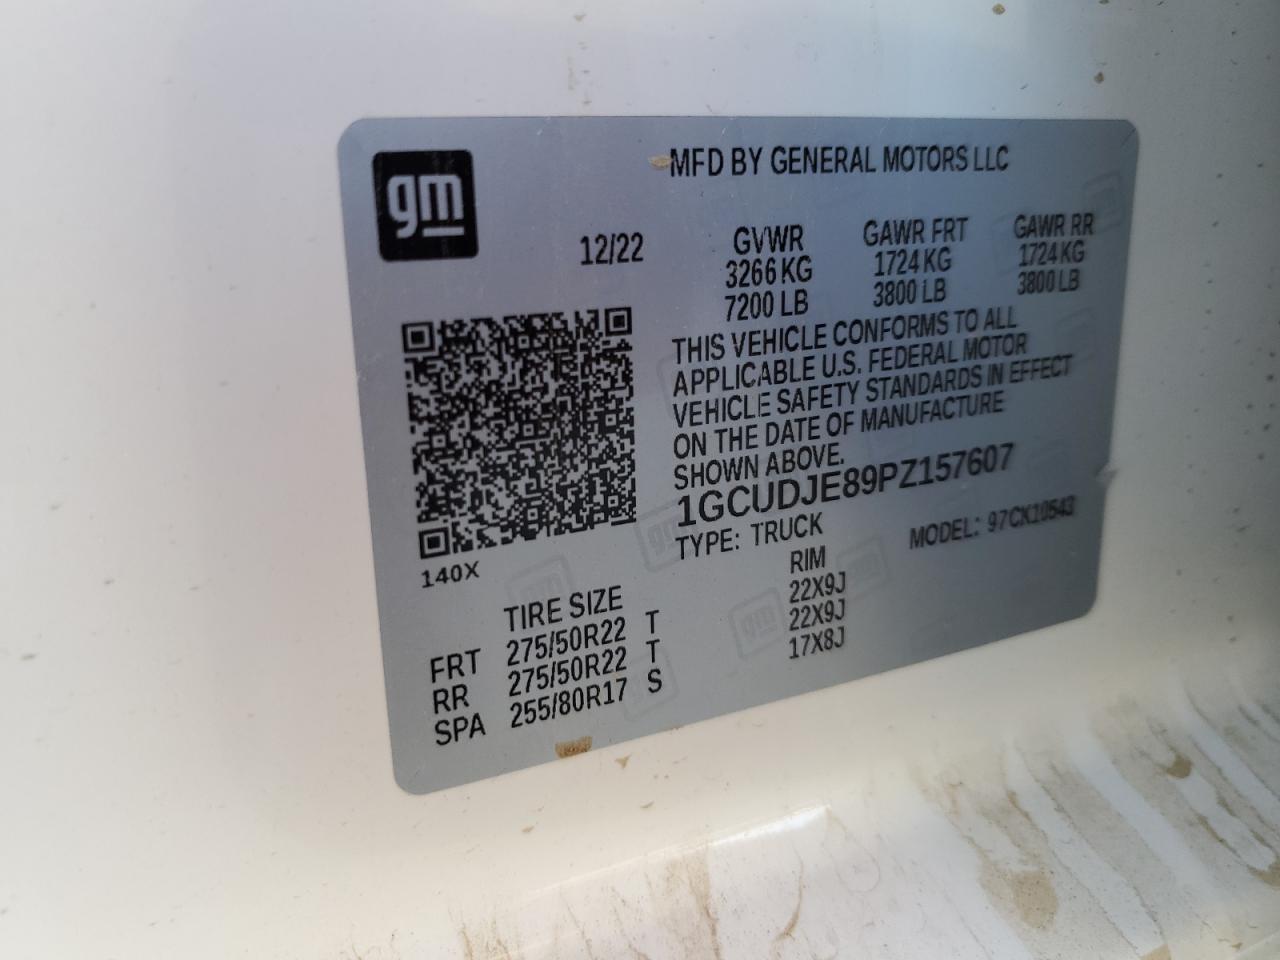 gm
MFD BY GENERAL MOTORS LLC
12/22
GVWR GAWR FRT GAWR RR
3266 KG 1724 KG 1724 KG
7200 LB 3800 LB 3800 LB
THIS VEHICLE CONFORMS TO ALL
APPLICABLE U.S. FEDERAL MOTOR
VEHICLE SAFETY STANDARDS IN EFFECT
ON THE DATE OF MANUFACTURE
SHOWN ABOVE.
1GCUDJE89PZ157607
TYPE: TRUCK MODEL: 97CK10543
140X
TIRE SIZE RIM
FRT 275/50R22 T 22X9J
RR 275/50R22 T 22X9J
SPA 255/80R17 S 17X8J